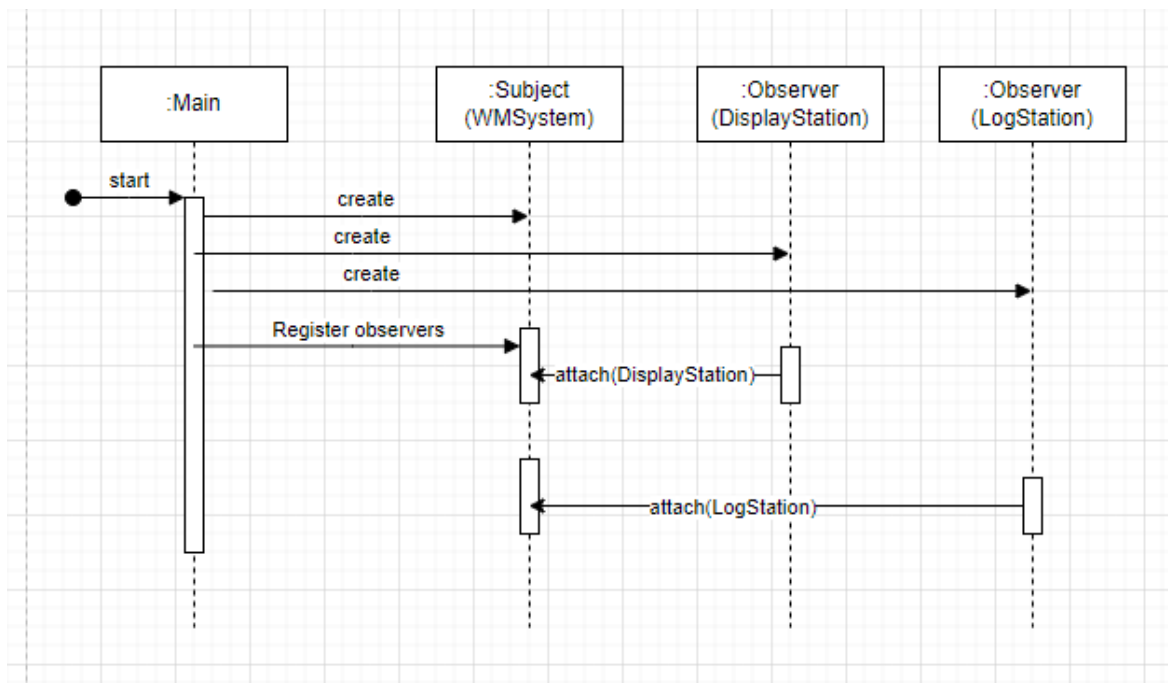 :Main
:Subject
(WMSystem)
:Observer
(DisplayStation)
:Observer
(LogStation)
start
create
create
create
Register observers
attach(DisplayStation)
attach(LogStation)